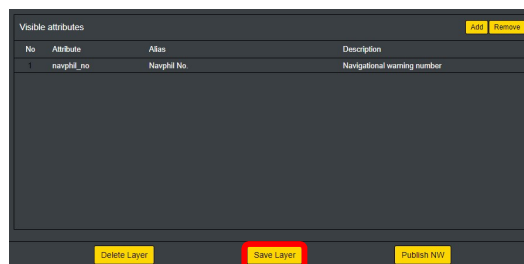 Visible attributes Add Remove
No Attribute Alias Description
1 navphil_no Navphil No. Navigational warning number
Delete Layer Save Layer Publish NW